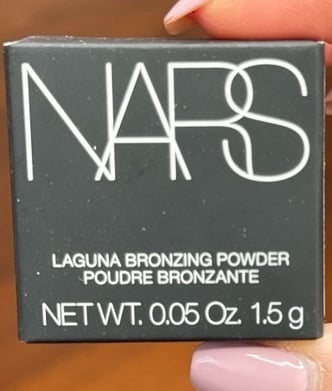 NARS
LAGUNA BRONZING POWDER
POUDRE BRONZANTE
NET WT. 0.05 Oz. 1.5 g